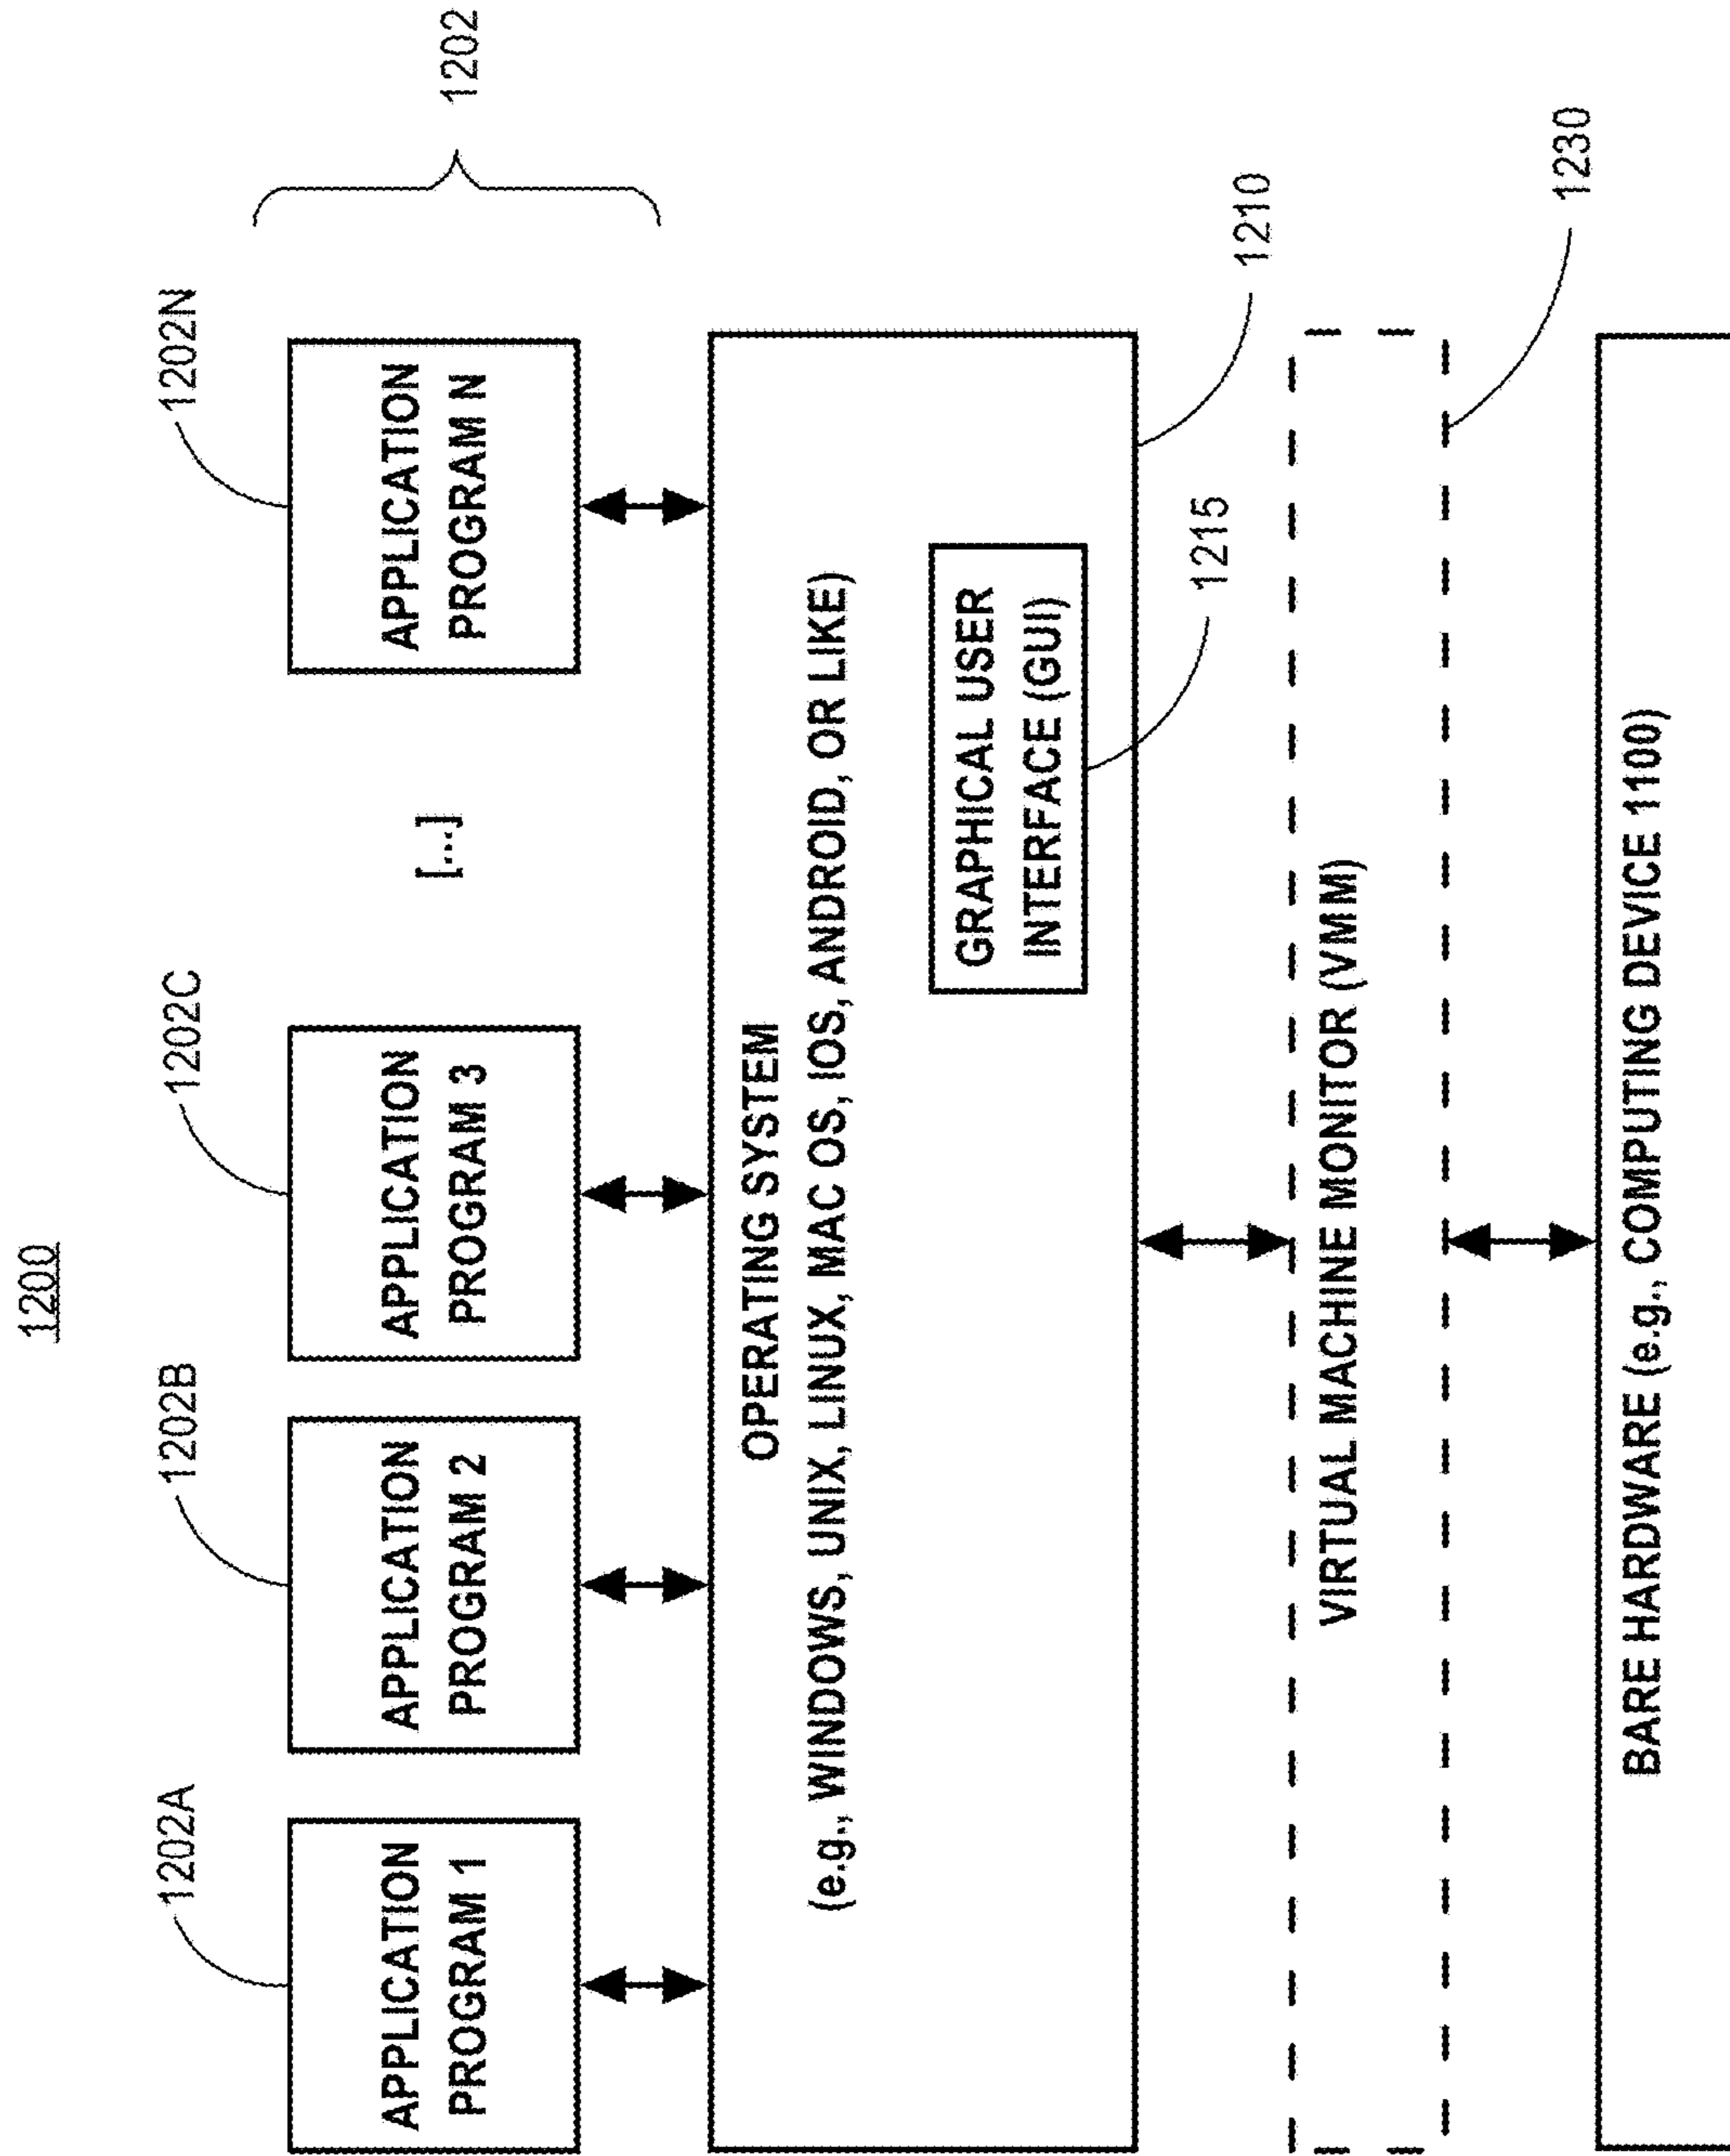 1200
1202A
1202B
1202C
1202N
1202
APPLICATION
PROGRAM 1
APPLICATION
PROGRAM 2
APPLICATION
PROGRAM 3
[...]
APPLICATION
PROGRAM N
OPERATING SYSTEM
(e.g., WINDOWS, UNIX, LINUX, MAC OS, IOS, ANDROID, OR LIKE)
GRAPHICAL USER
INTERFACE (GUI)
1215
1210
VIRTUAL MACHINE MONITOR (VMM)
1230
BARE HARDWARE (e.g., COMPUTING DEVICE 1100)